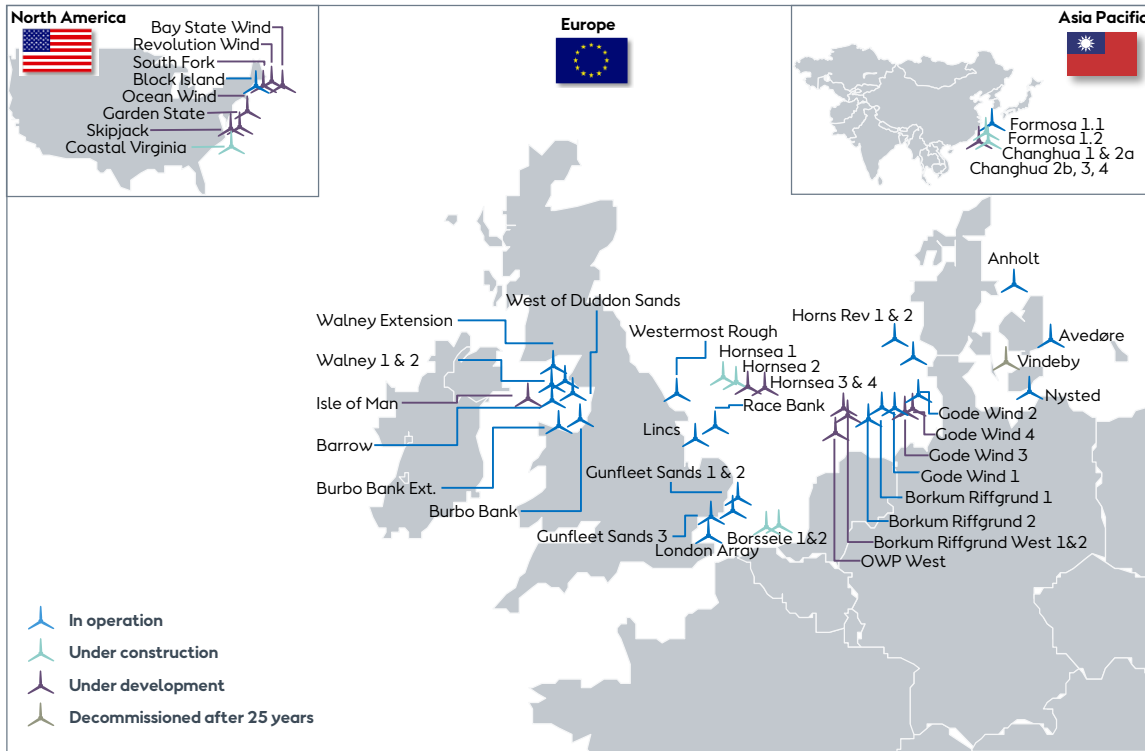 North America
Bay State Wind
Revolution Wind
South Fork
Block Island
Ocean Wind
Garden State
Skipjack
Coastal Virginia
Europe
Asia Pacific
Formosa 1.1
Formosa 1.2
Changhua 1 & 2a
Changhua 2b, 3, 4
West of Duddon Sands
Walney Extension
Walney 1 & 2
Isle of Man
Barrow
Burbo Bank Ext.
Burbo Bank
Westermost Rough
Hornsea 1
Hornsea 2
Hornsea 3 & 4
Race Bank
Lincs
Gunfleet Sands 1 & 2
Gunfleet Sands 3
London Array
Borssele 1&2
Anholt
Horns Rev 1 & 2
Avedøre
Vindeby
Nysted
Gode Wind 2
Gode Wind 4
Gode Wind 3
Gode Wind 1
Borkum Riffgrund 1
Borkum Riffgrund 2
Borkum Riffgrund West 1&2
OWP West
In operation
Under construction
Under development
Decommissioned after 25 years